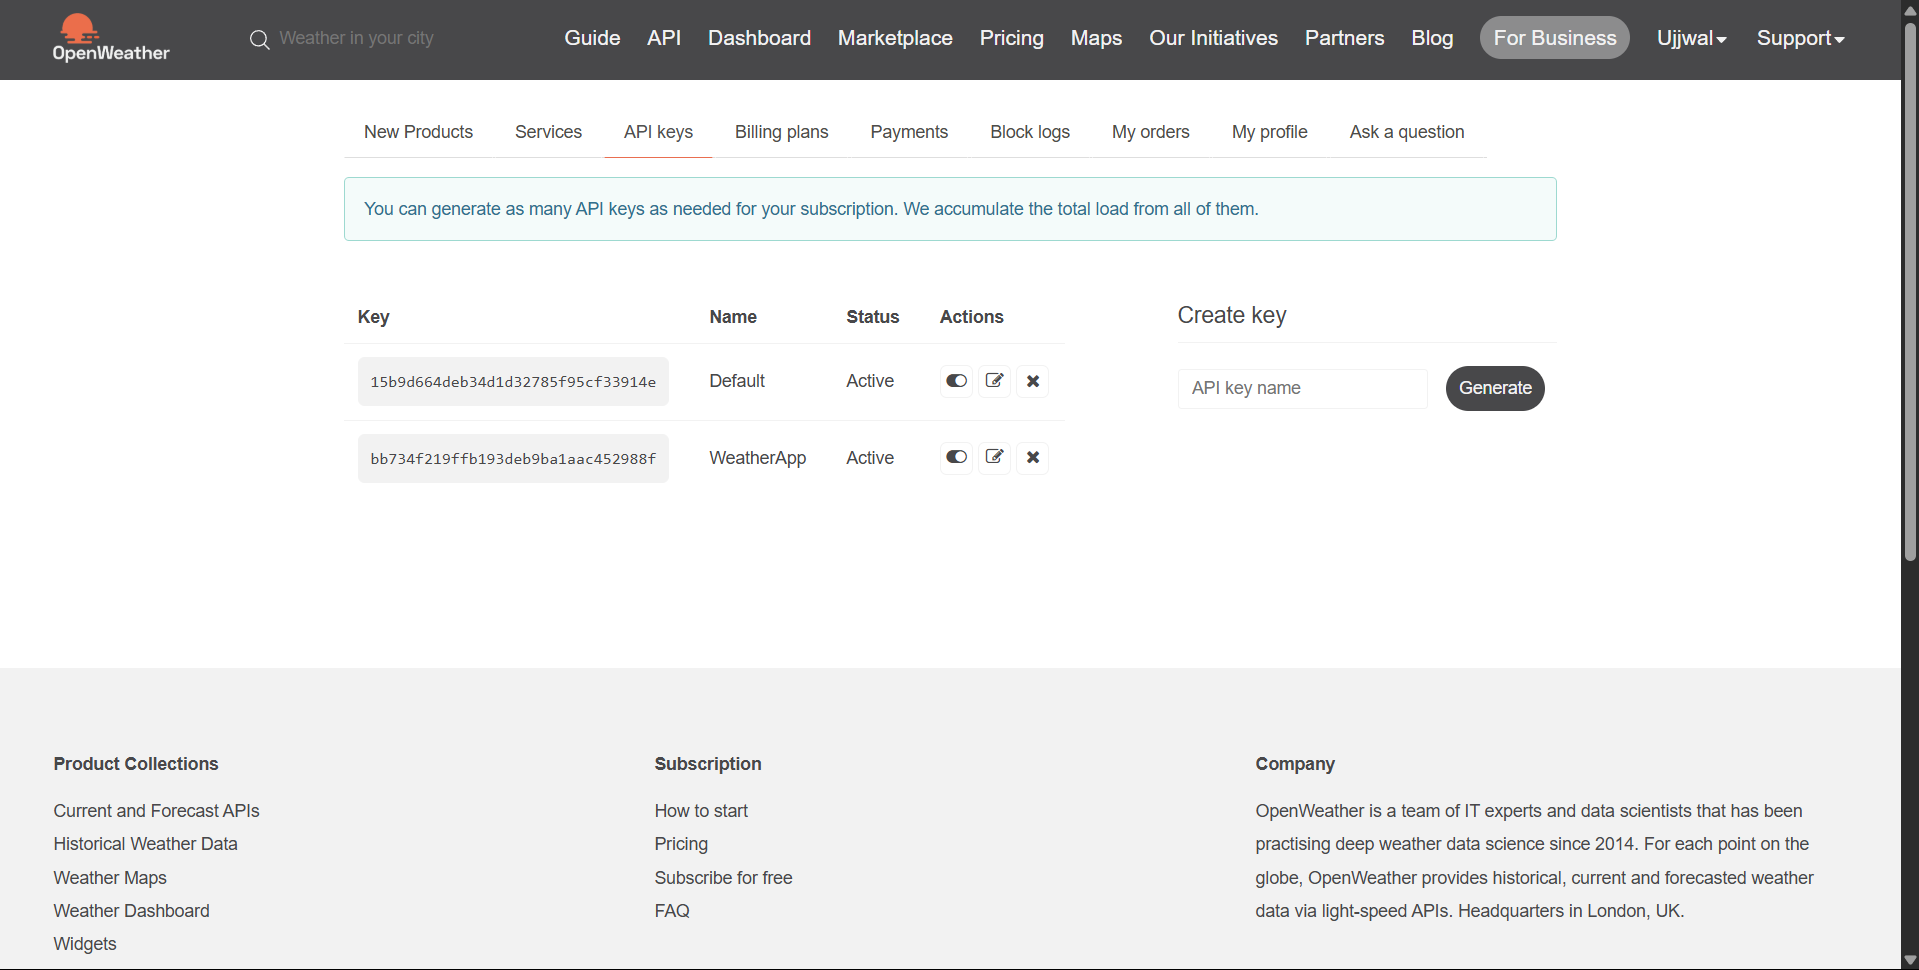 OpenWeather
Weather in your city
Guide API Dashboard Marketplace Pricing Maps Our Initiatives Partners Blog For Business Ujjwal Support
New Products Services API keys Billing plans Payments Block logs My orders My profile Ask a question
You can generate as many API keys as needed for your subscription. We accumulate the total load from all of them.
Key Name Status Actions
15b9d664deb34d1d32785f95cf33914e Default Active
bb734f219ffb193deb9ba1aac452988f WeatherApp Active
Create key
API key name Generate
Product Collections
Current and Forecast APIs
Historical Weather Data
Weather Maps
Weather Dashboard
Widgets
Subscription
How to start
Pricing
Subscribe for free
FAQ
Company
OpenWeather is a team of IT experts and data scientists that has been
practising deep weather data science since 2014. For each point on the
globe, OpenWeather provides historical, current and forecasted weather
data via light-speed APIs. Headquarters in London, UK.